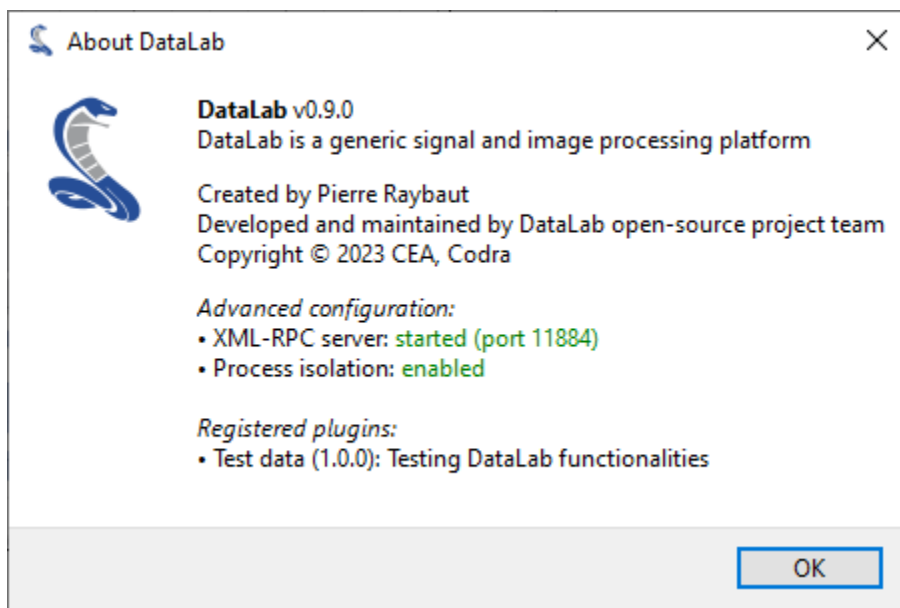 About DataLab
DataLab v0.9.0
DataLab is a generic signal and image processing platform
Created by Pierre Raybaut
Developed and maintained by DataLab open-source project team
Copyright © 2023 CEA, Codra
Advanced configuration:
• XML-RPC server: started (port 11884)
• Process isolation: enabled
Registered plugins:
• Test data (1.0.0): Testing DataLab functionalities
OK